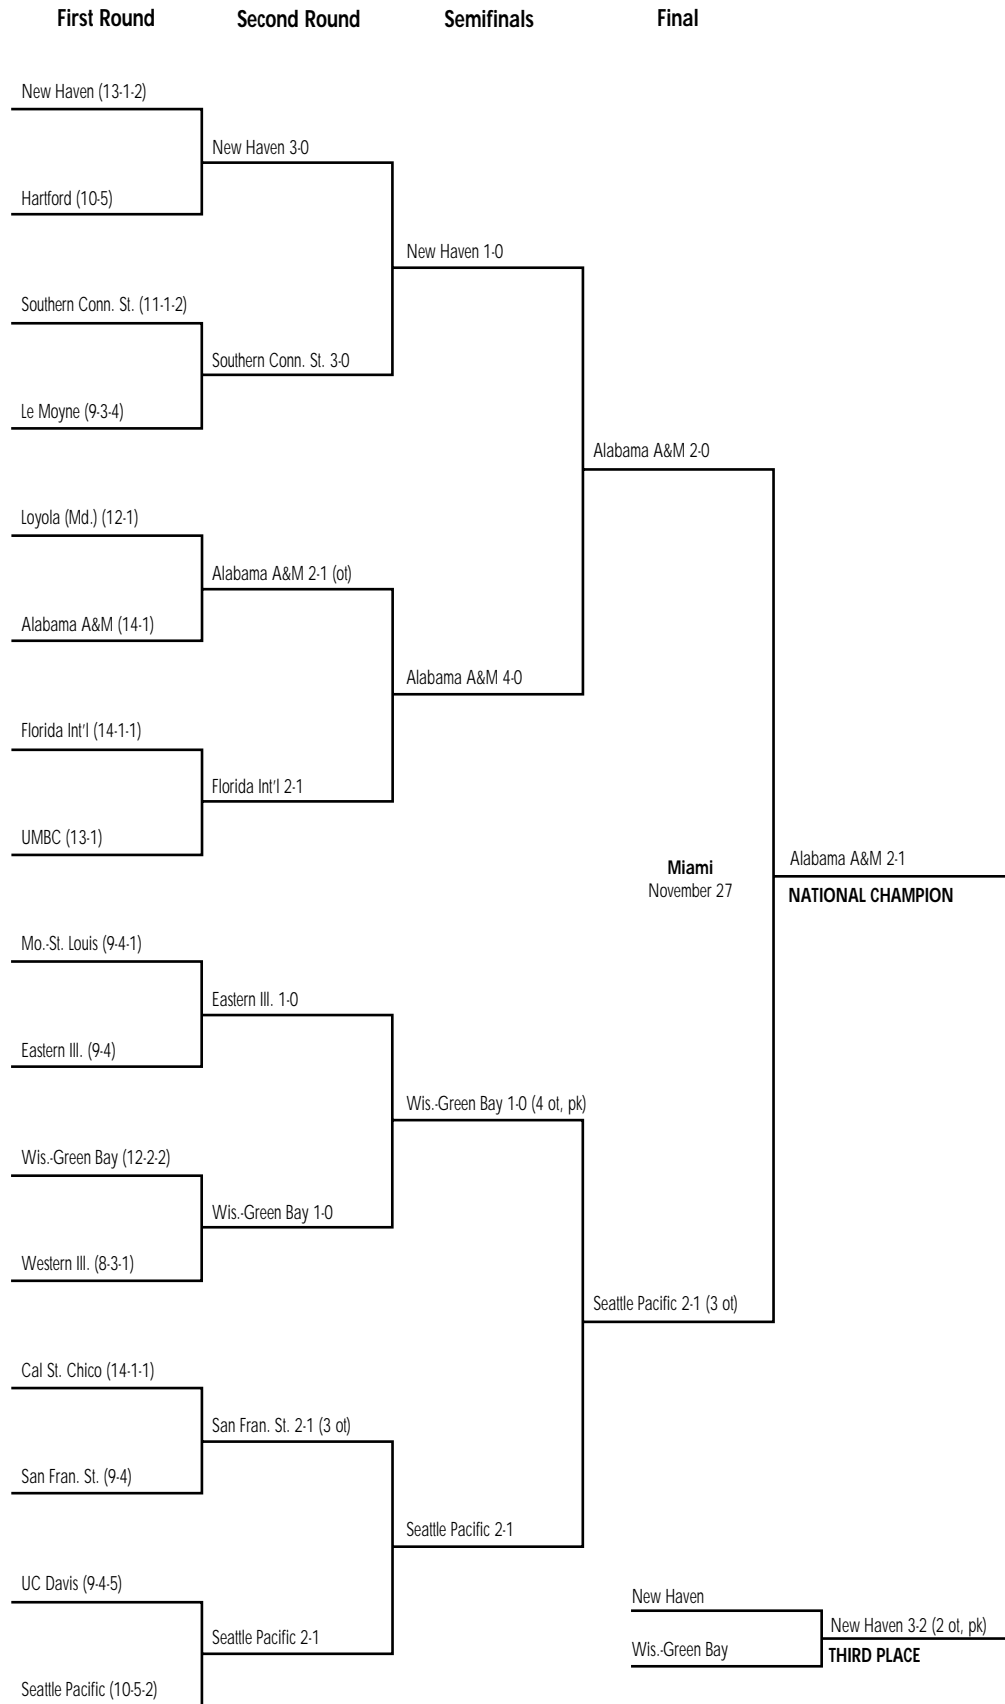 First Round Second Round Semifinals Final
New Haven (13-1-2)
New Haven 3-0
Hartford (10-5)
New Haven 1-0
Southern Conn. St. (11-1-2)
Southern Conn. St. 3-0
Le Moyne (9-3-4)
Alabama A&M 2-0
Loyola (Md.) (12-1)
Alabama A&M 2-1 (ot)
Alabama A&M (14-1)
Alabama A&M 4-0
Florida Int'l (14-1-1)
Florida Int'l 2-1
UMBC (13-1)
Miami
November 27
Alabama A&M 2-1
NATIONAL CHAMPION
Mo.-St. Louis (9-4-1)
Eastern Ill. 1-0
Eastern Ill. (9-4)
Wis.-Green Bay 1-0 (4 ot, pk)
Wis.-Green Bay (12-2-2)
Wis.-Green Bay 1-0
Western Ill. (8-3-1)
Seattle Pacific 2-1 (3 ot)
Cal St. Chico (14-1-1)
San Fran. St. 2-1 (3 ot)
San Fran. St. (9-4)
Seattle Pacific 2-1
UC Davis (9-4-5)
Seattle Pacific 2-1
Seattle Pacific (10-5-2)
New Haven
New Haven 3-2 (2 ot, pk)
Wis.-Green Bay
THIRD PLACE